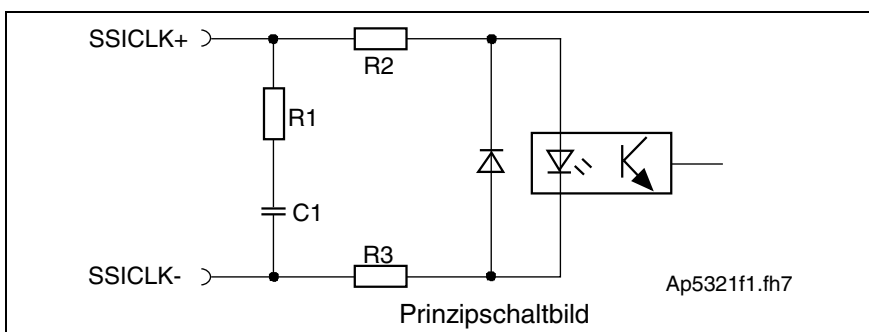 SSICLK+
R2
R1
C1
SSICLK-
R3
Ap5321f1.fh7
Prinzipschaltbild